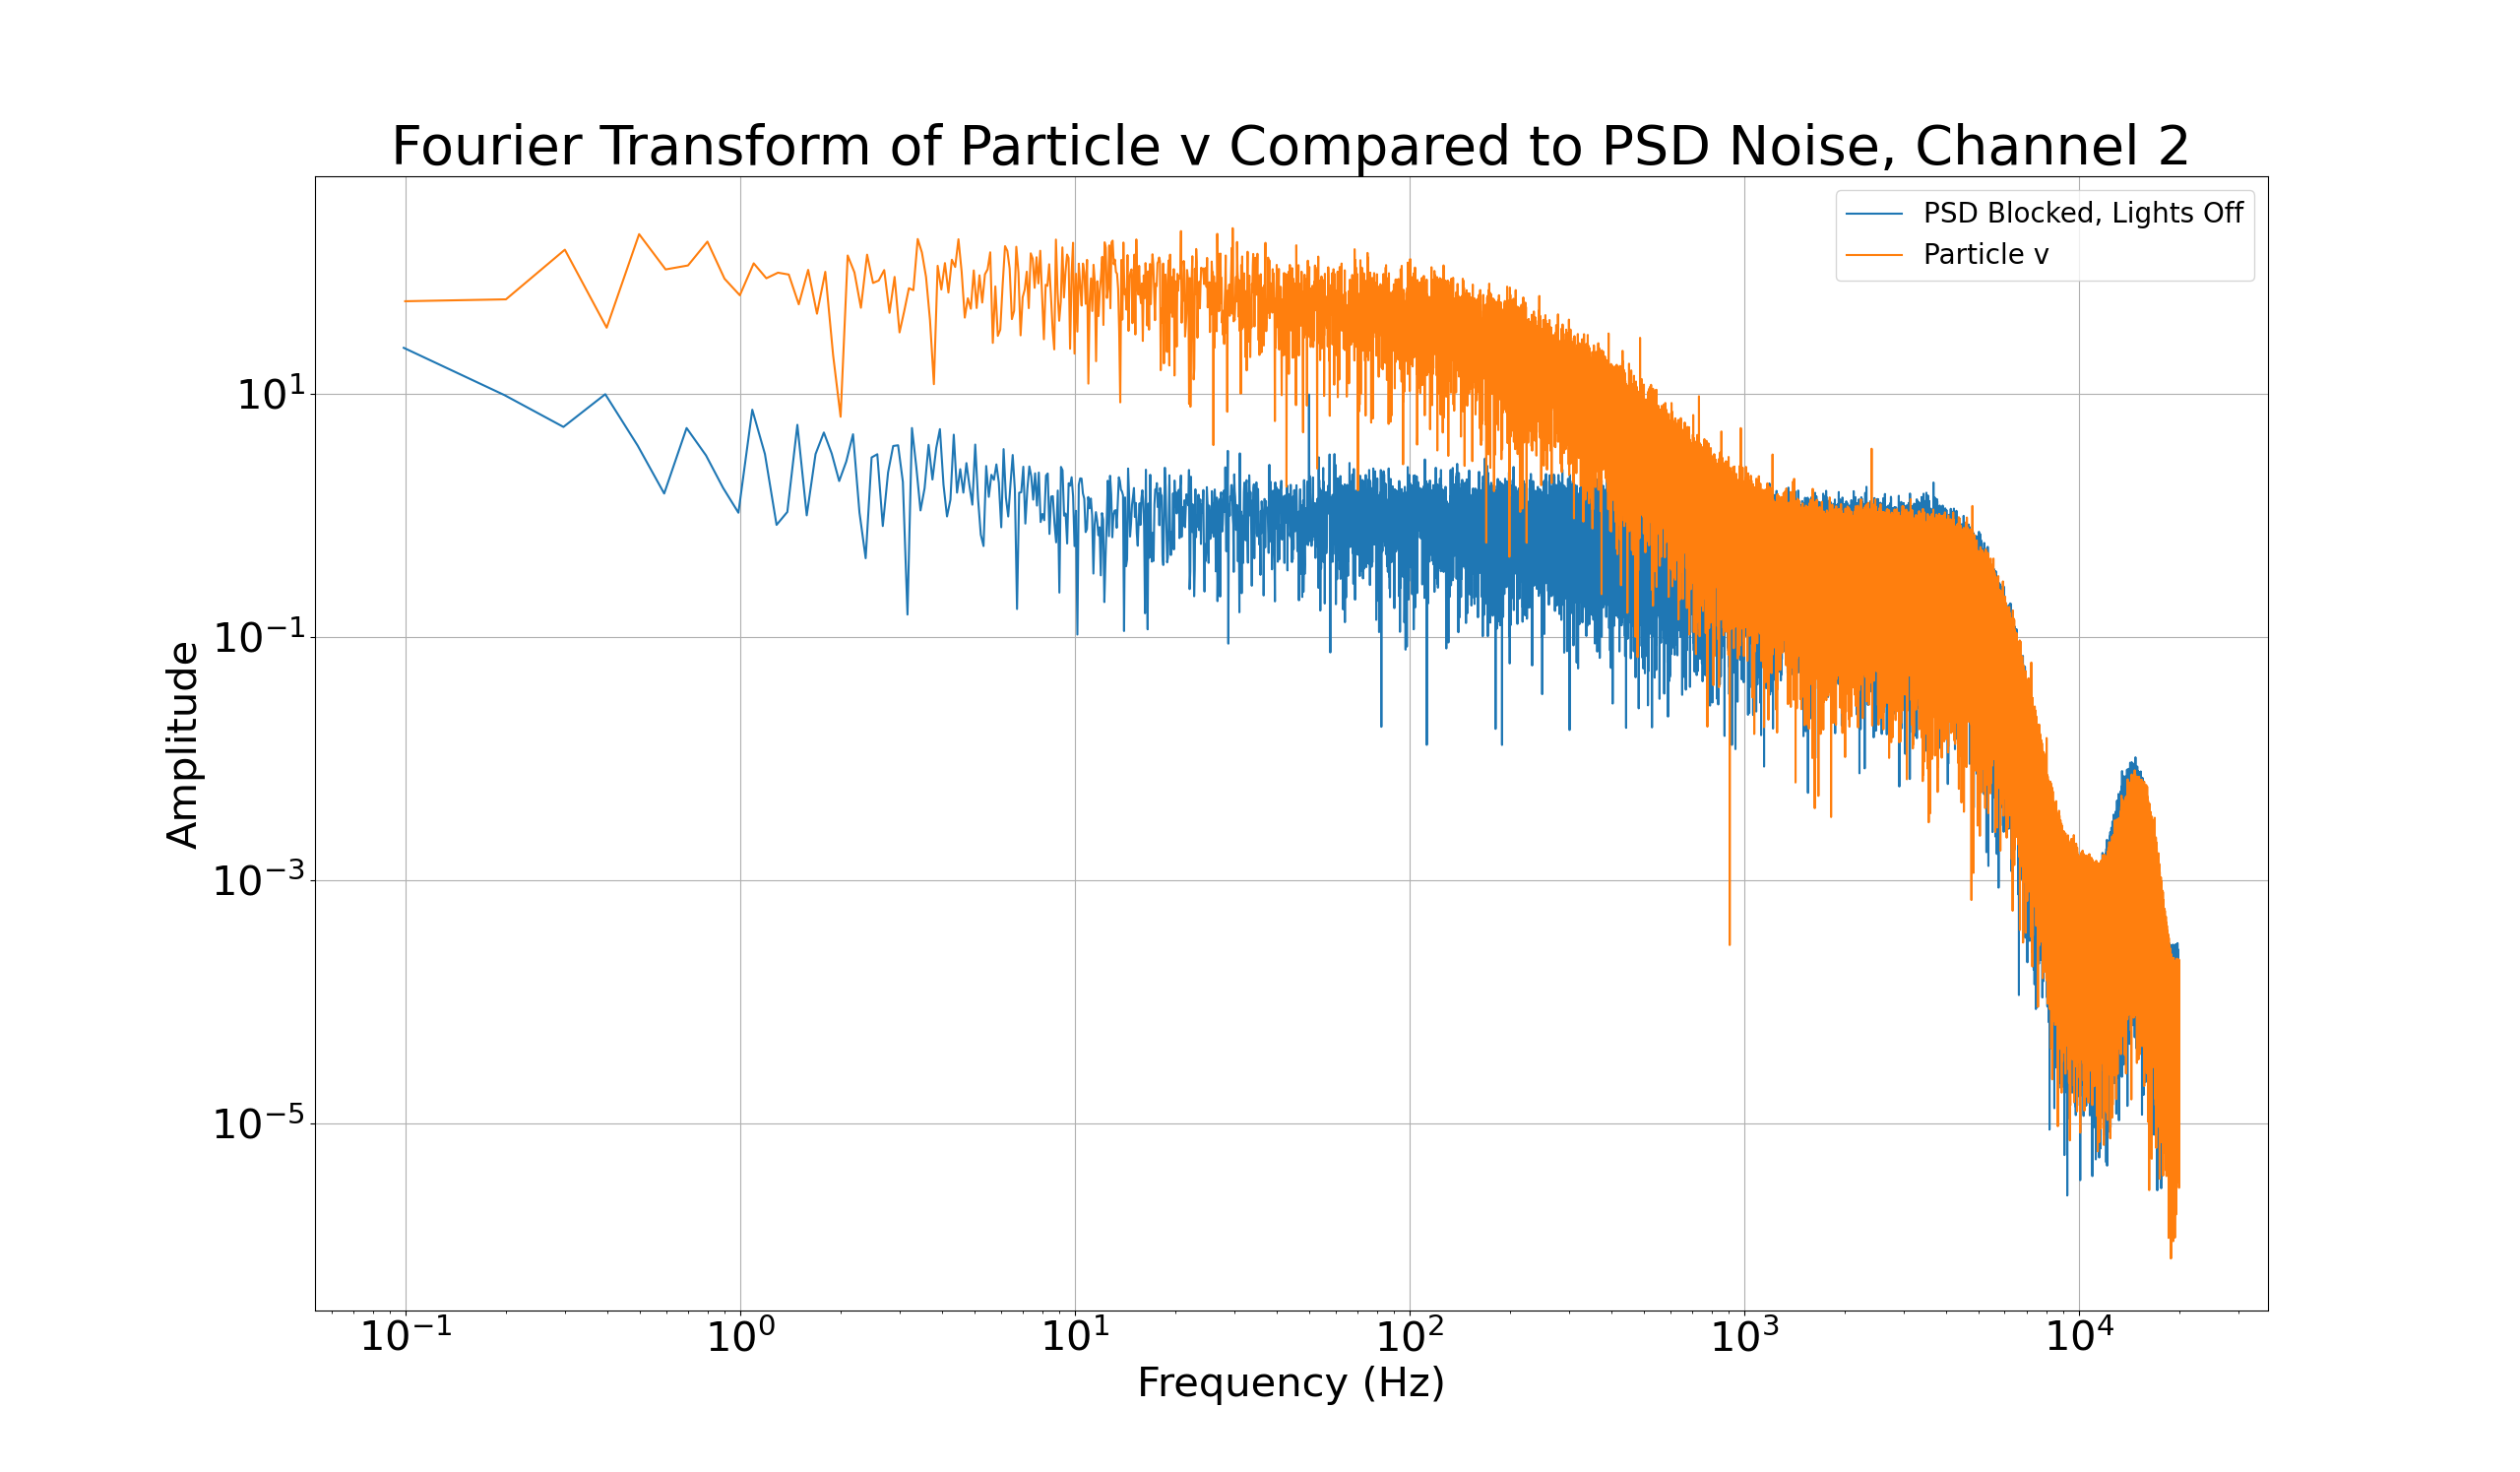 Fourier Transform of Particle v Compared to PSD Noise, Channel 2
PSD Blocked, Lights Off
Particle v
Amplitude
10¹
10⁻¹
10⁻³
10⁻⁵
10⁻¹ 10⁰ 10¹ 10² 10³ 10⁴
Frequency (Hz)